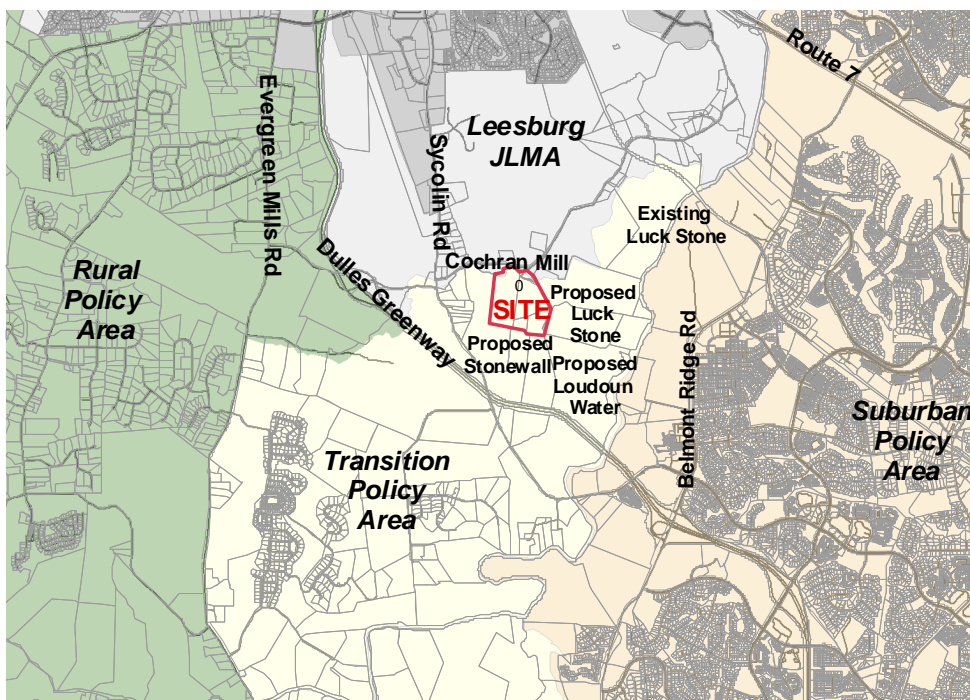 Route 7
Evergreen Mills Rd
Leesburg
JLMA
Sycolin Rd
Existing
Luck Stone
Rural
Policy
Area
Dulles Greenway
Cochran Mill
0
SITE
Proposed
Luck
Stone
Proposed
Stonewall
Proposed
Loudoun
Water
Belmont Ridge Rd
Suburban
Policy
Area
Transition
Policy
Area